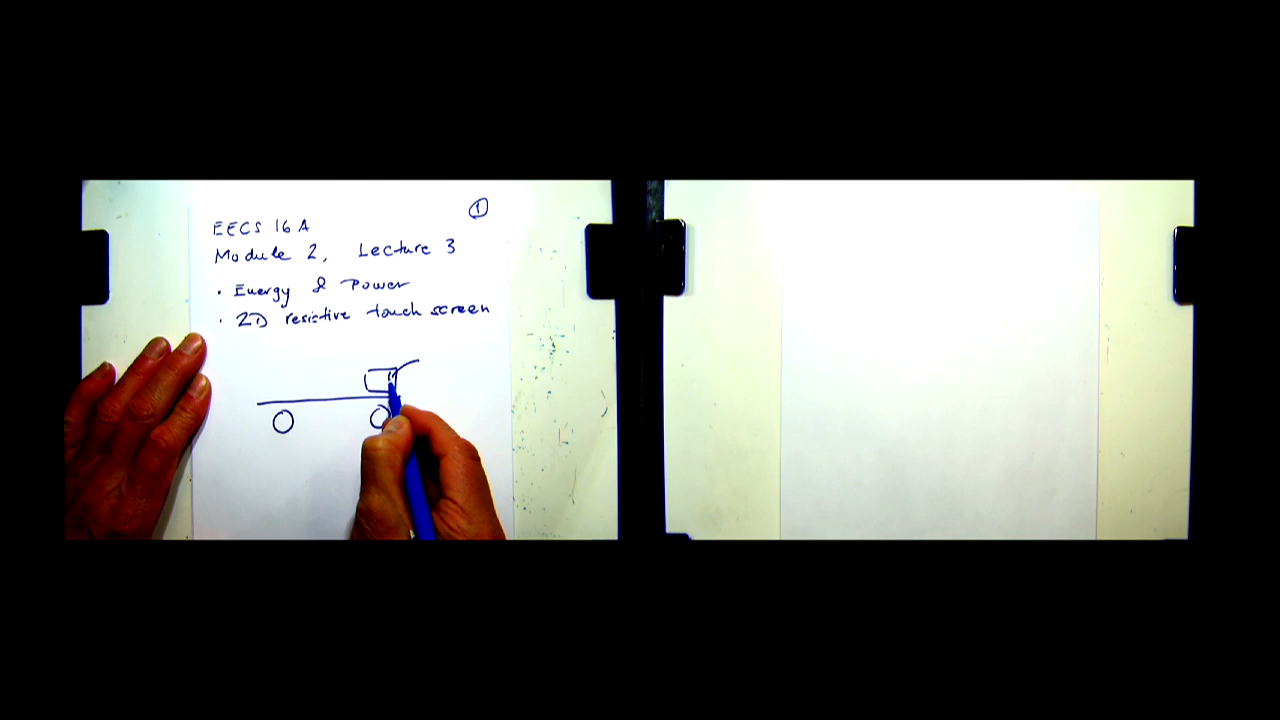 ①
EECS 16A
Module 2, Lecture 3
· Energy & Power
· 2D resistive touch screen